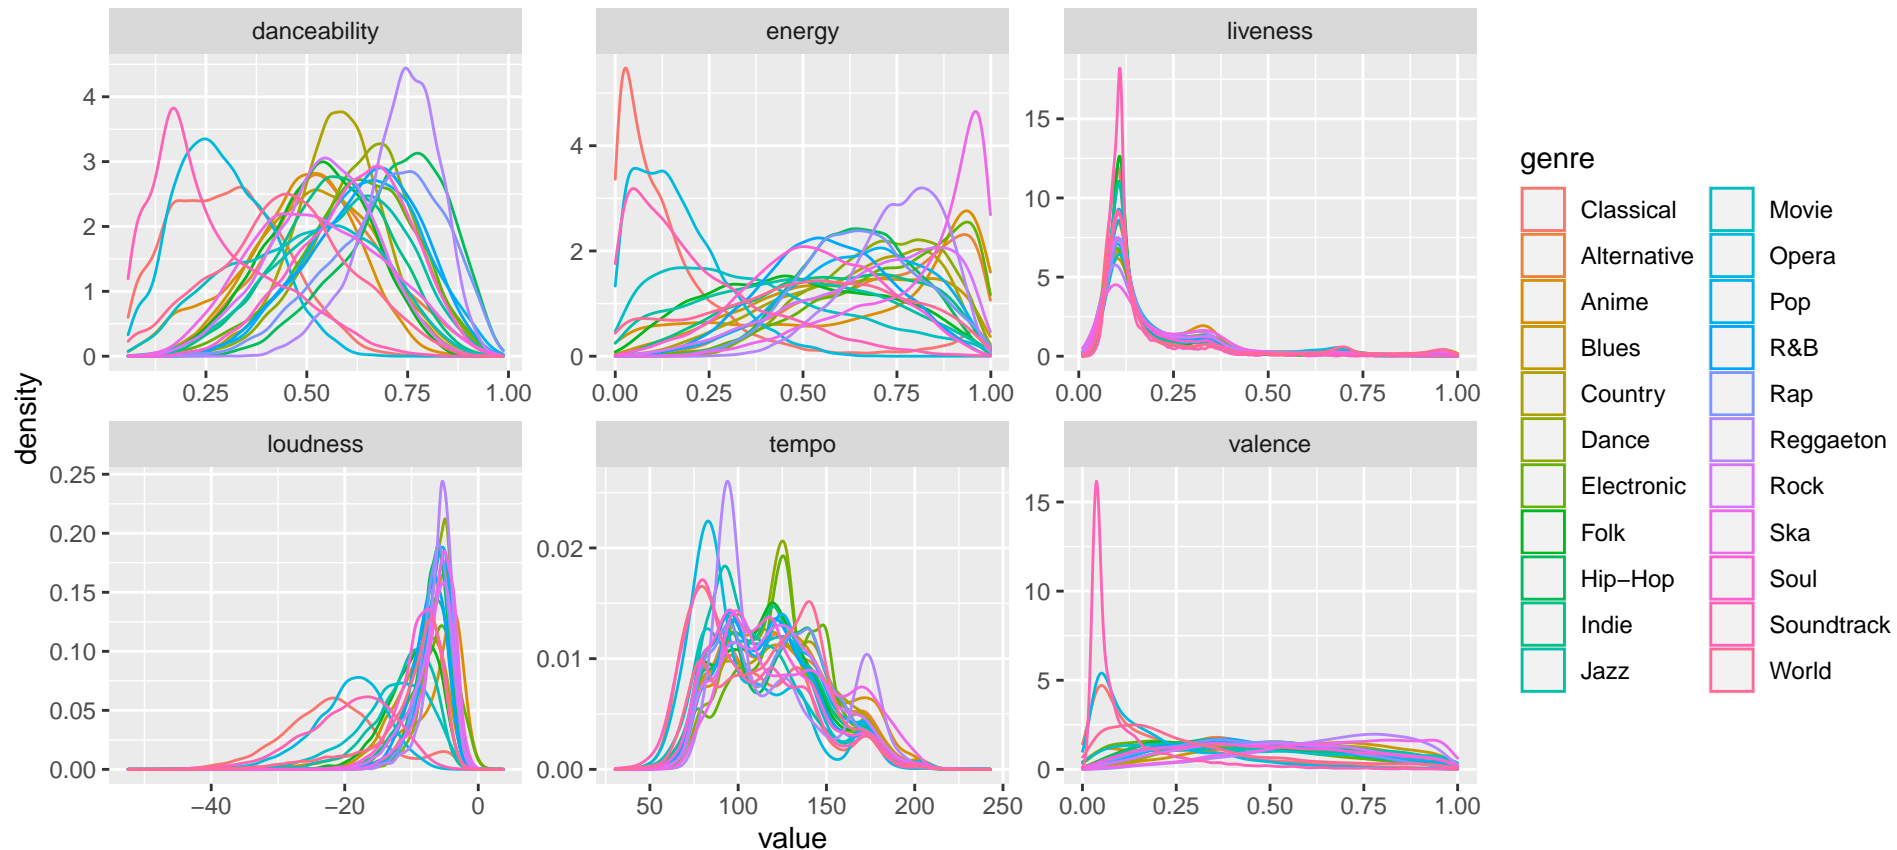 danceability
energy
liveness
4
3
2
1
0
4
2
0
15
10
5
0
0.25 0.50 0.75 1.00
0.00 0.25 0.50 0.75 1.00
0.00 0.25 0.50 0.75 1.00
loudness
tempo
valence
0.25
0.20
0.15
0.10
0.05
0.00
0.02
0.01
0.00
15
10
5
0
−40 −20 0
50 100 150 200 250
0.00 0.25 0.50 0.75 1.00
density
value
genre
Classical
Alternative
Anime
Blues
Country
Dance
Electronic
Folk
Hip−Hop
Indie
Jazz
Movie
Opera
Pop
R&B
Rap
Reggaeton
Rock
Ska
Soul
Soundtrack
World